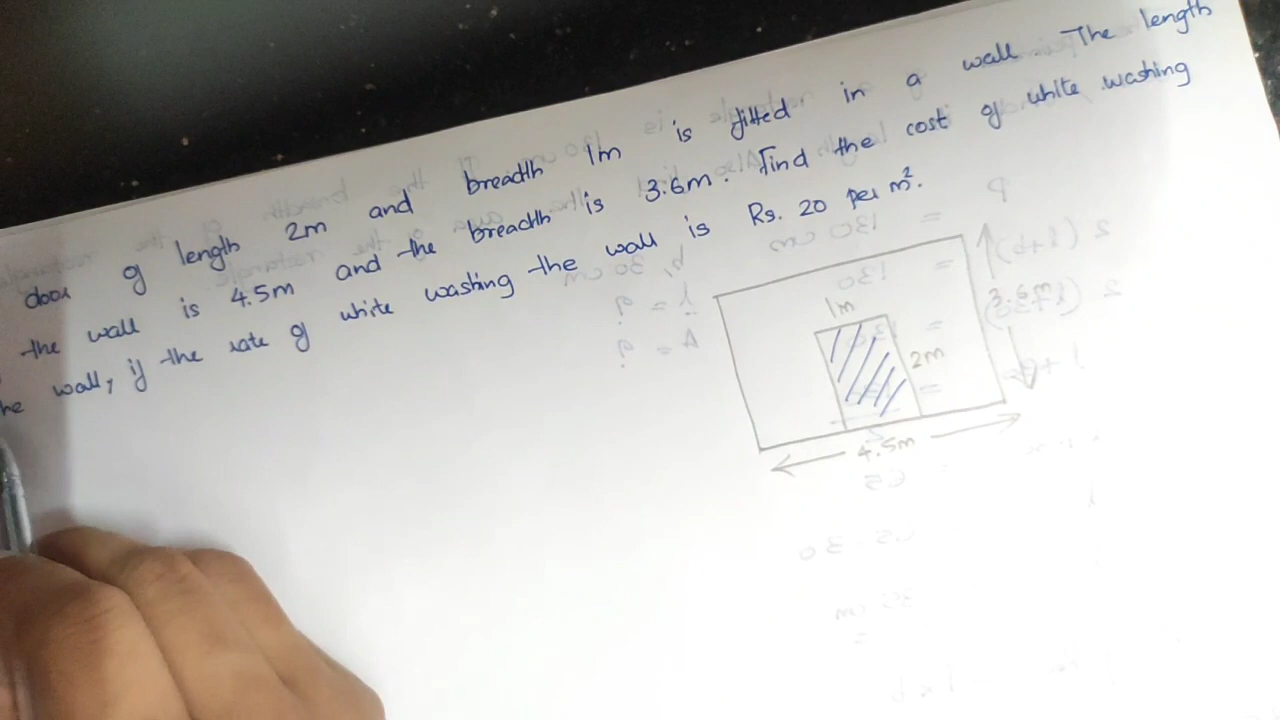 door of length 2m and breadth 1m is fitted in a wall. The length
the wall is 4.5m and the breadth is 3.6m. Find the cost of white washing
he wall, if the rate of white washing the wall is Rs. 20 per m².
1m
2m
3.6m
4.5m